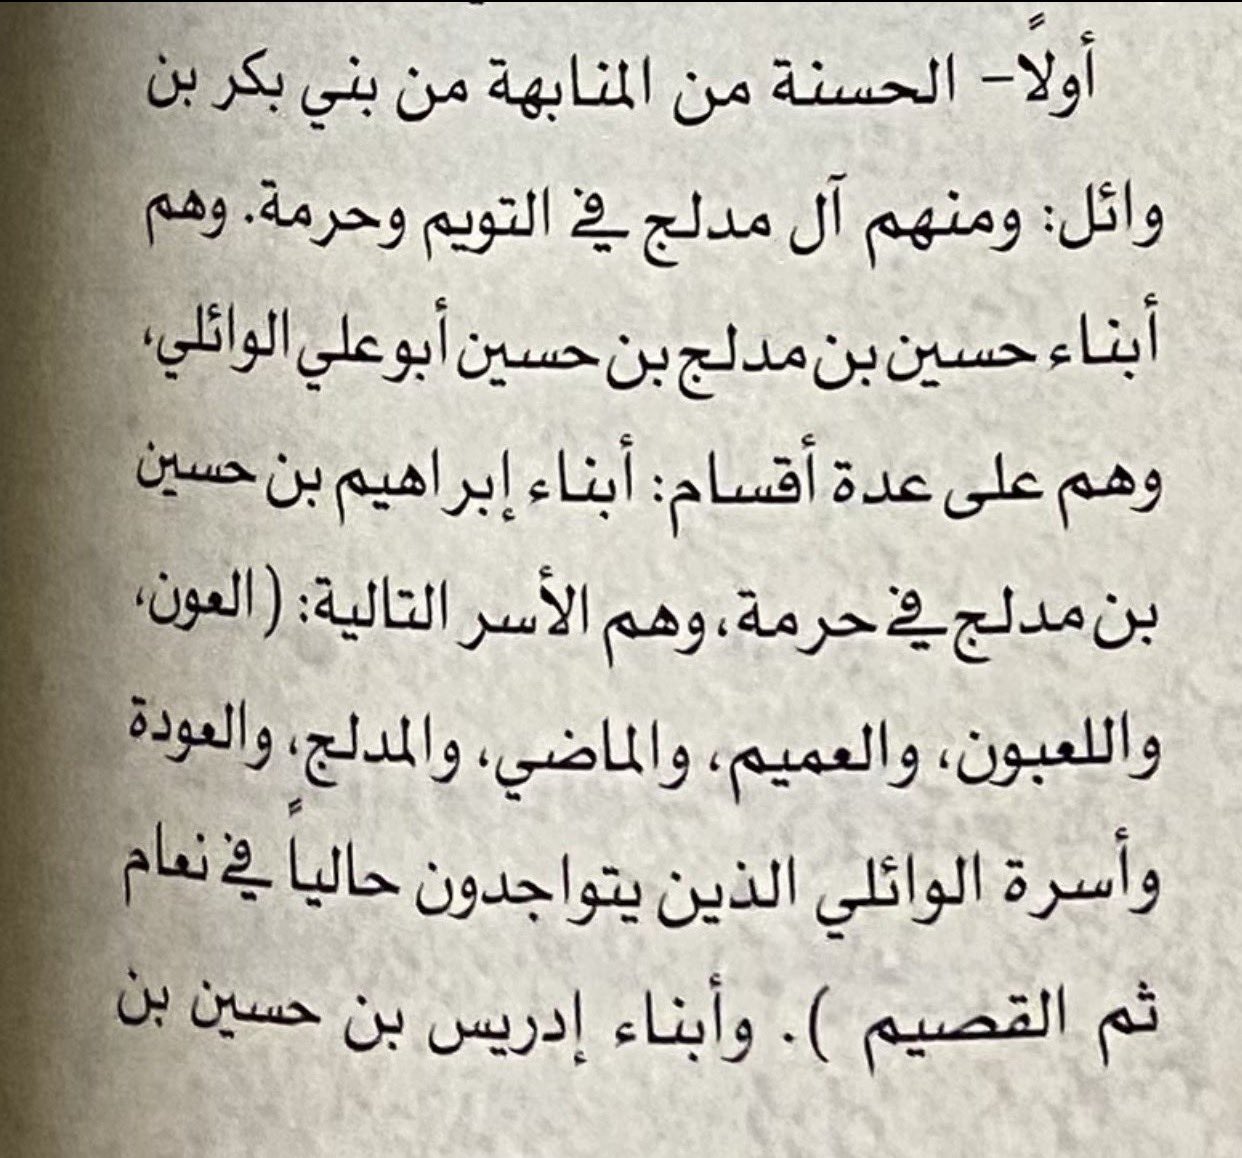 أولاً- الحسنة من المنابهة من بني بكر بن
وائل: ومنهم آل مدلج في التويم وحرمة. وهم
أبناء حسين بن مدلج بن حسين أبو علي الوائلي،
وهم على عدة أقسام: أبناء إبراهيم بن حسين
بن مدلج في حرمة، وهم الأسر التالية: (العون،
واللعبون، والعميم، والماضي، والمدلج، والعودة
وأسرة الوائلي الذين يتواجدون حالياً في نعام
ثم القصيم ). وأبناء إدريس بن حسين بن